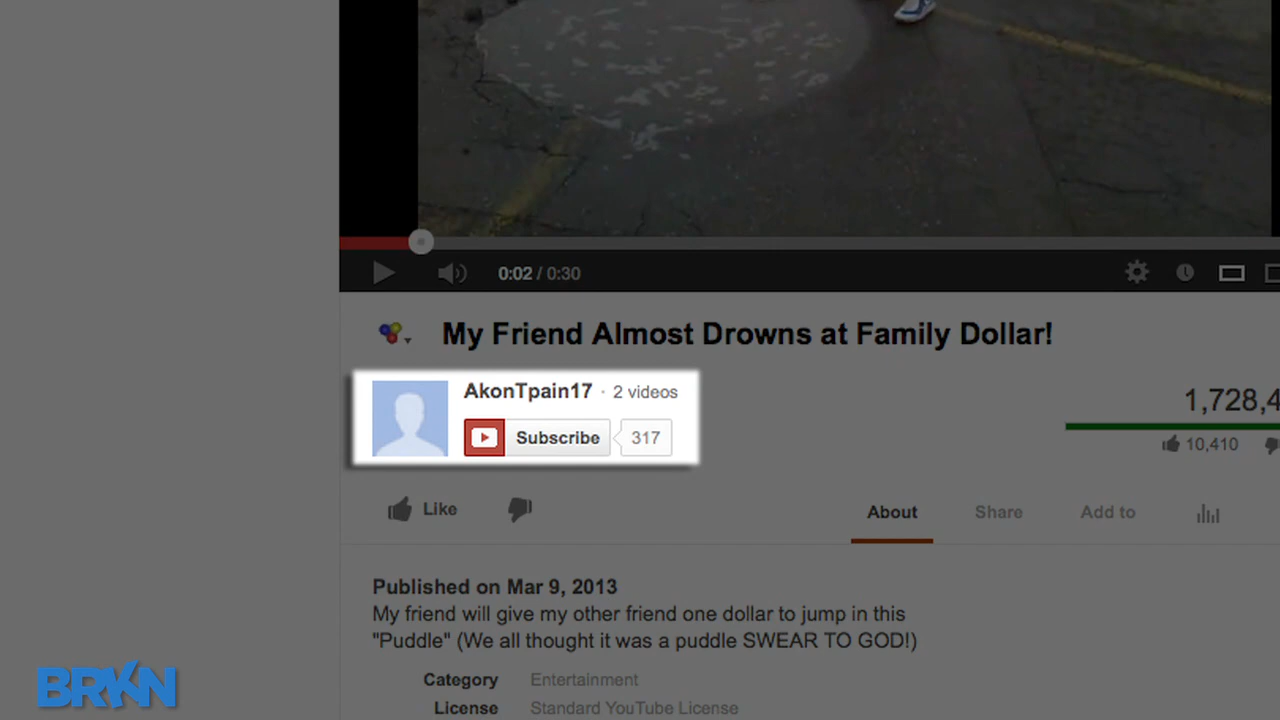 0:02 / 0:30
My Friend Almost Drowns at Family Dollar!
AkonTpain17 · 2 videos
Subscribe 317
1,728,4
10,410
Like
About Share Add to
Published on Mar 9, 2013
My friend will give my other friend one dollar to jump in this
"Puddle" (We all thought it was a puddle SWEAR TO GOD!)
Category Entertainment
License Standard YouTube License
BRKN